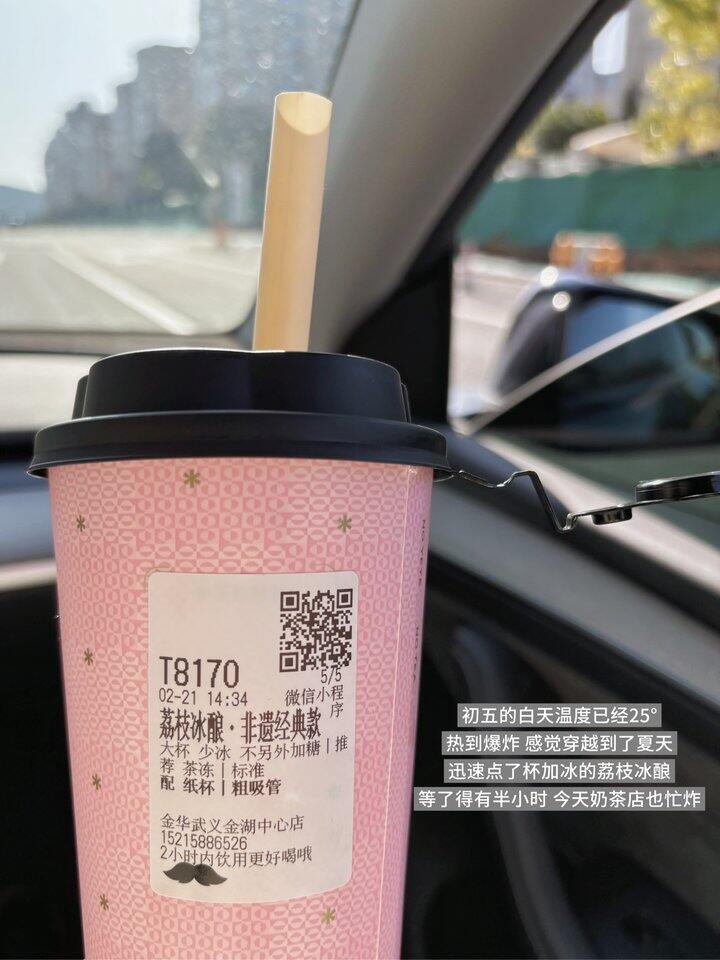 T8170
5/5
02-21 14:34 微信小程
序
荔枝冰酿·非遗经典款
大杯 少冰 不另外加糖|推
荐 茶冻|标准
配 纸杯|粗吸管
金华武义金湖中心店
15215886526
2小时内饮用更好喝哦
初五的白天温度已经25°
热到爆炸 感觉穿越到了夏天
迅速点了杯加冰的荔枝冰酿
等了得有半小时 今天奶茶店也忙炸